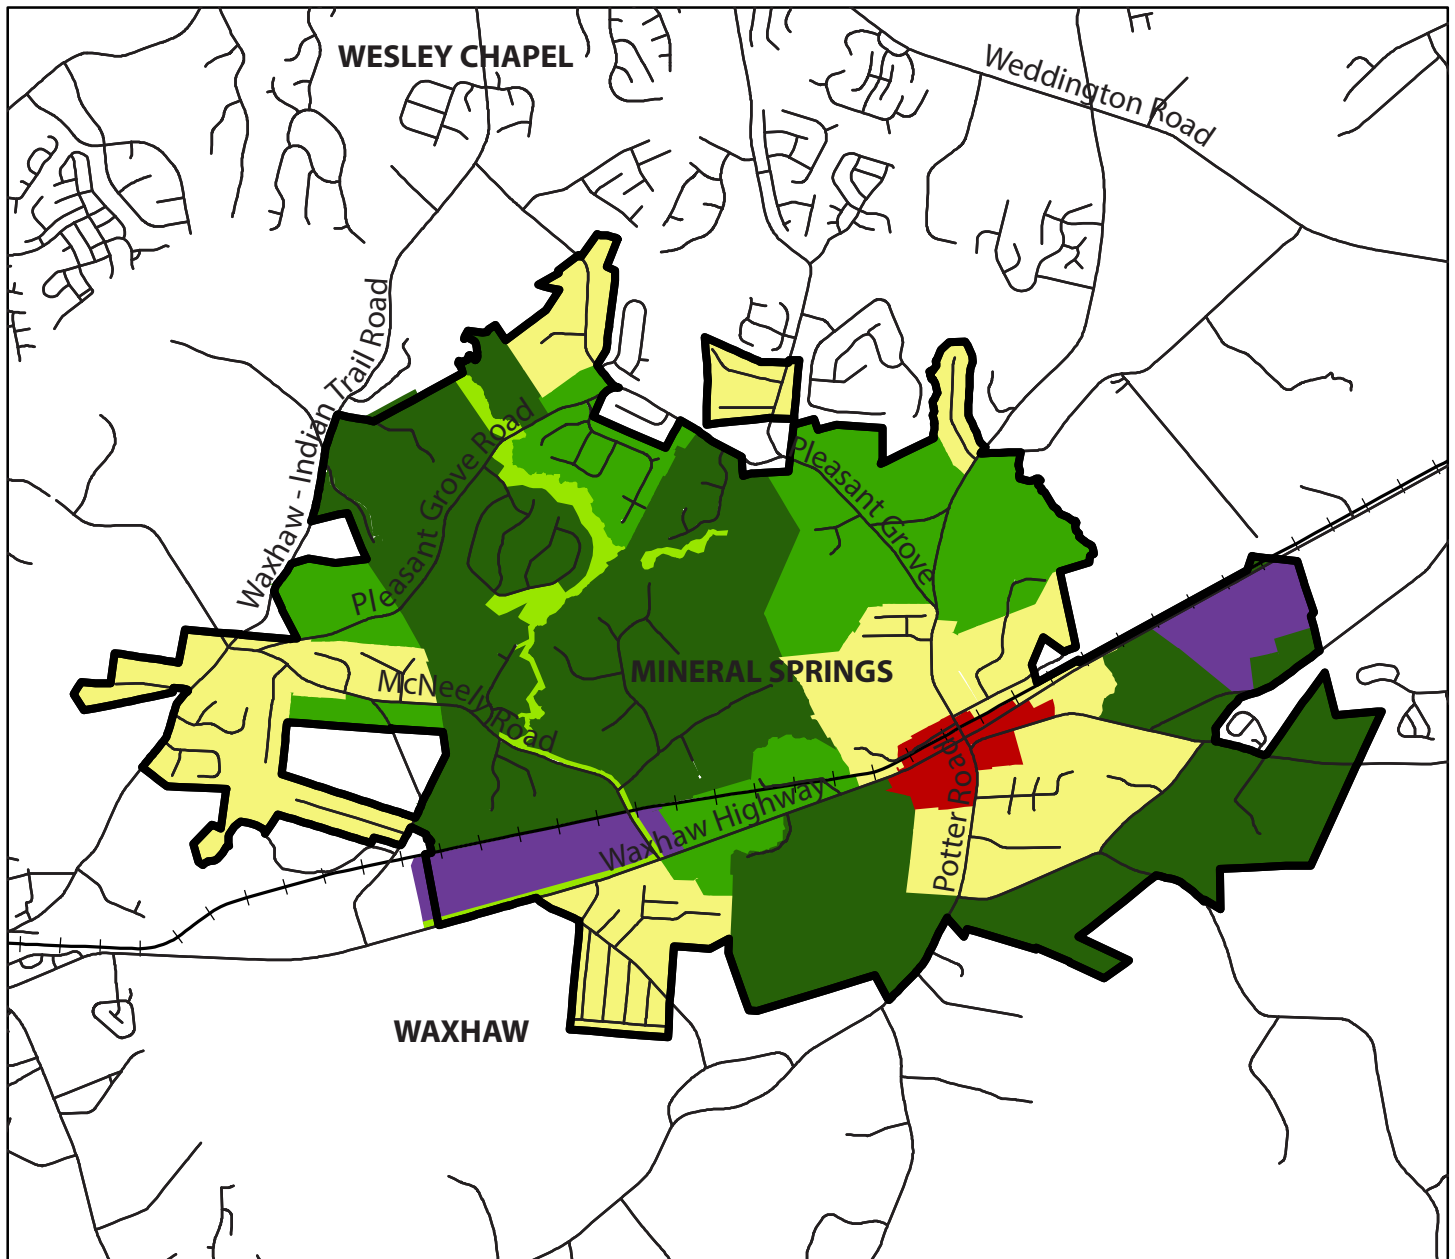 WESLEY CHAPEL
Weddington Road
Waxhaw - Indian Trail Road
Pleasant Grove Road
Pleasant Grove
MINERAL SPRINGS
McNeely Road
Waxhaw Highway
Potter Road
WAXHAW